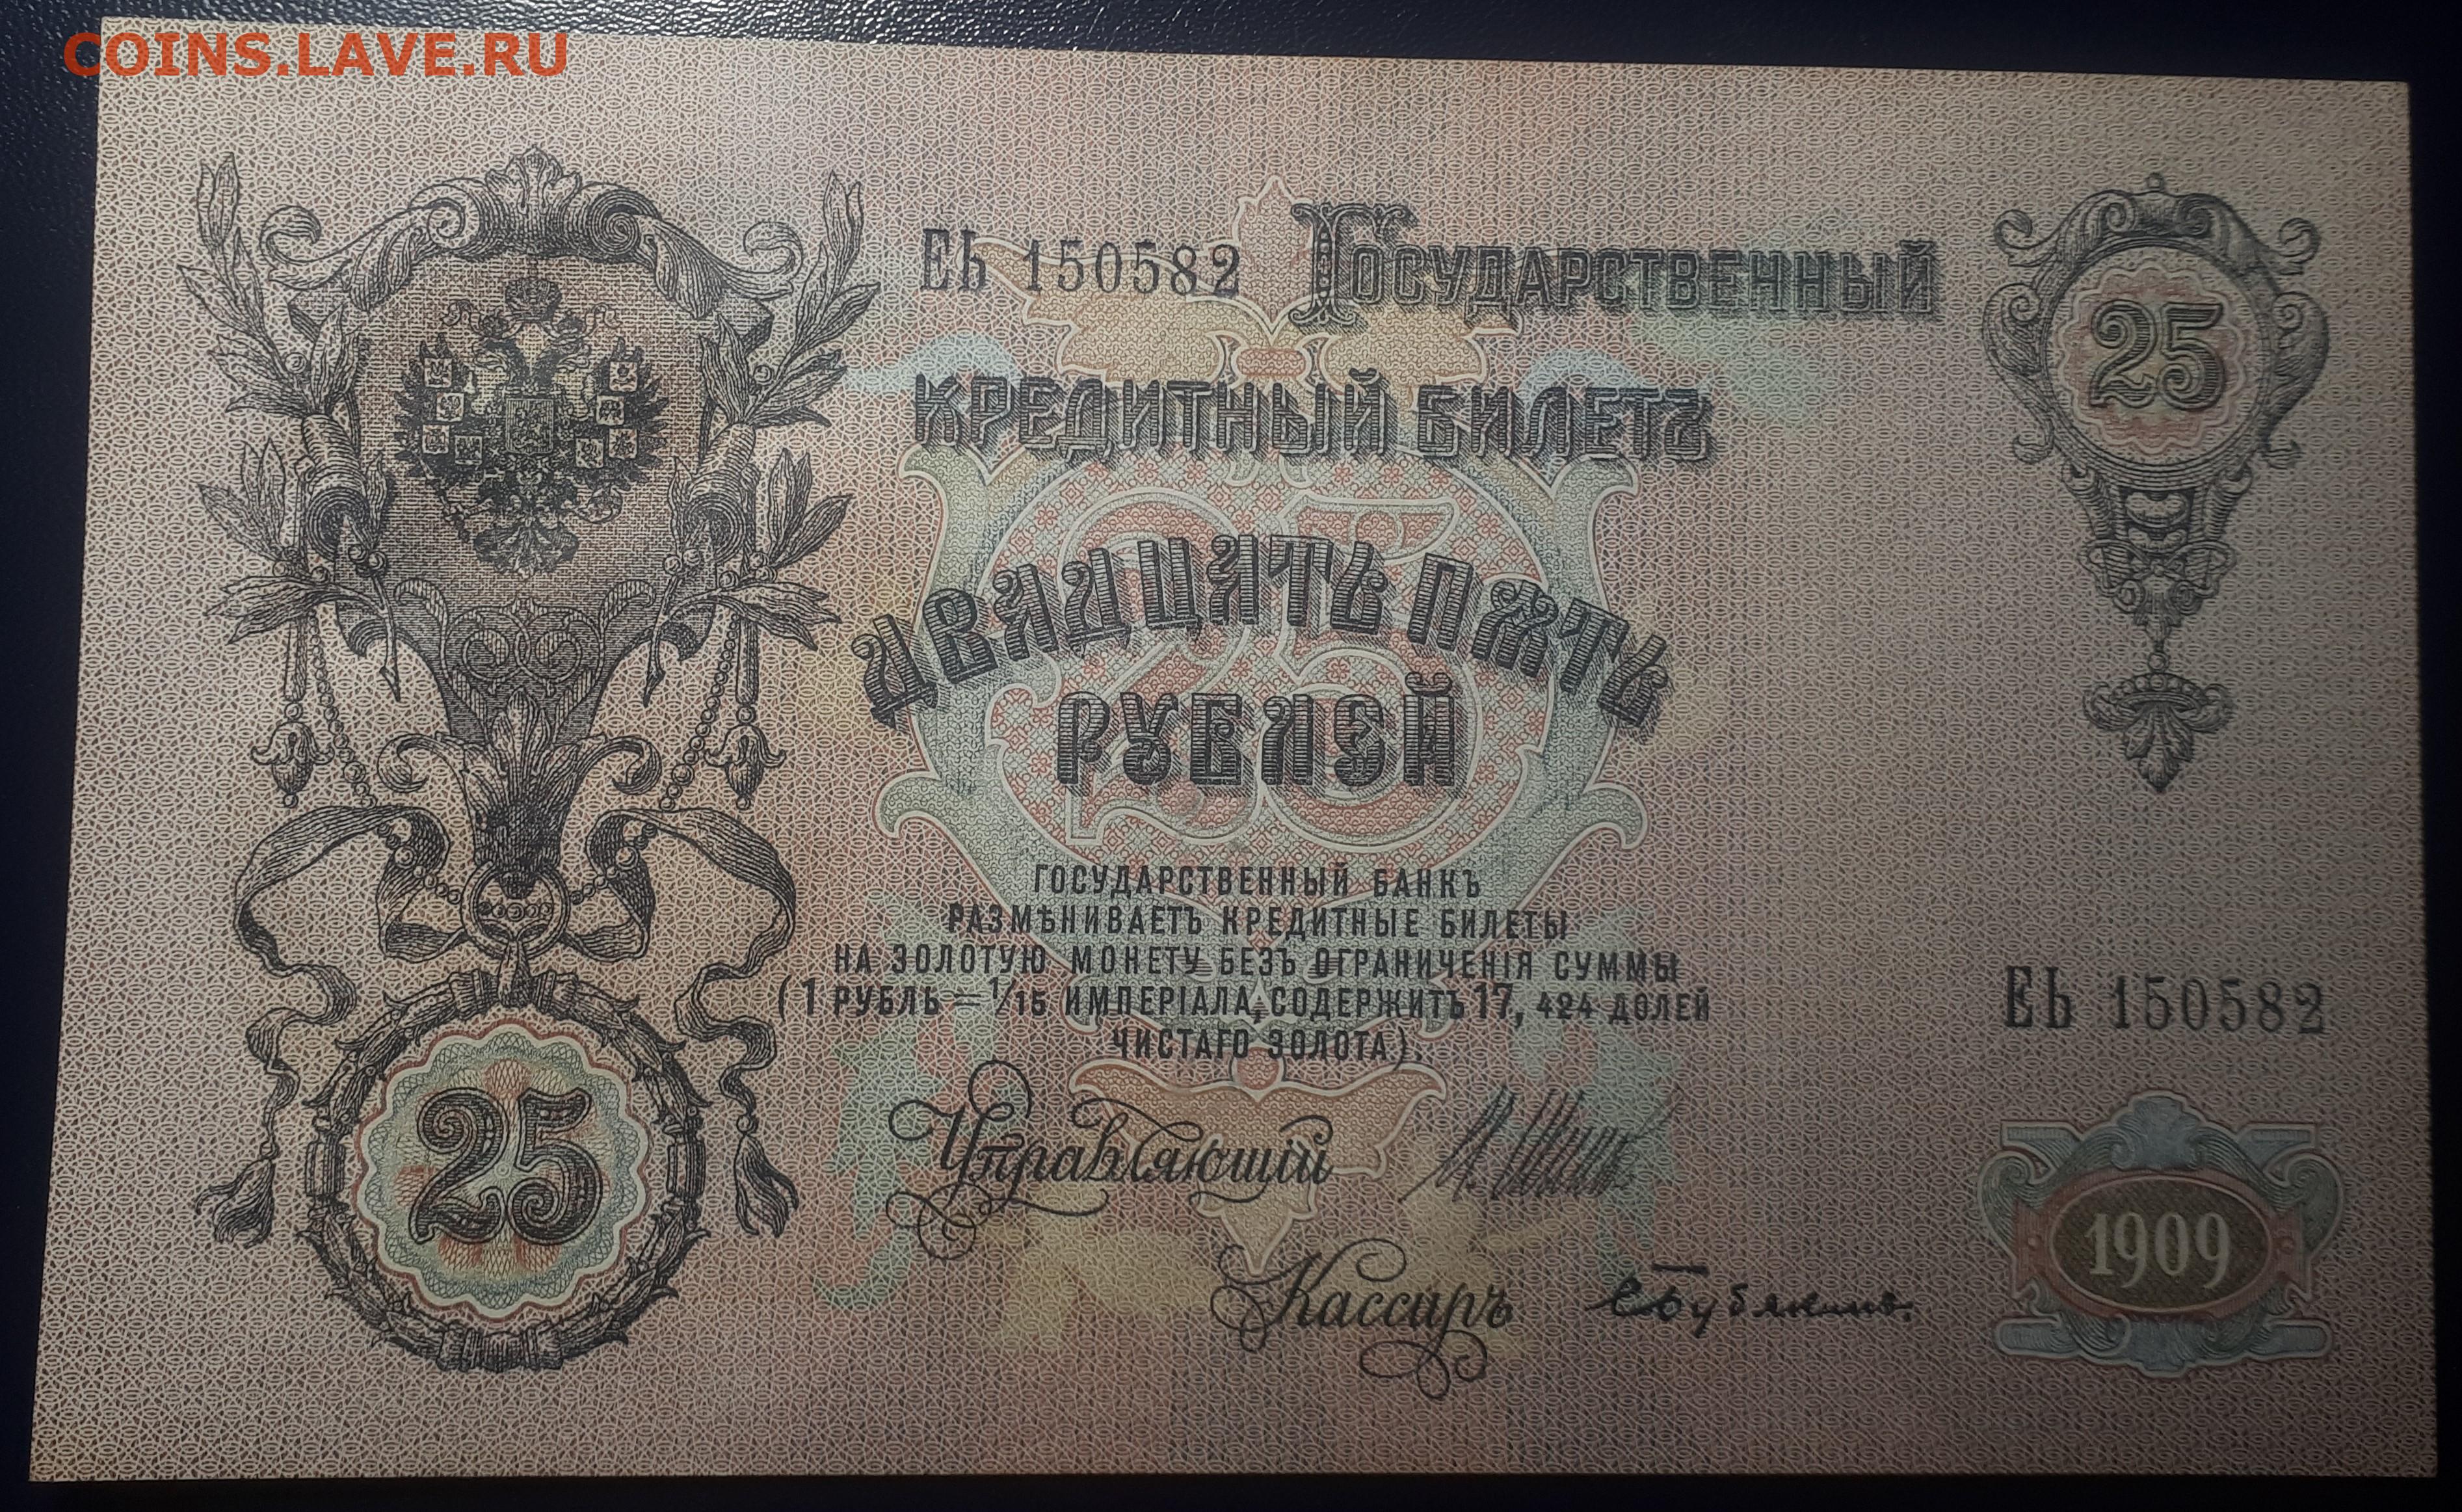 COINS.LAVE.RU
ЕЬ 150582 ГОСУДАРСТВЕННЫЙ
25
КРЕДИТНЫЙ БИЛЕТЪ
ДВАДЦАТЬ ПЯТЬ
РУБЛЕЙ
ГОСУДАРСТВЕННЫЙ БАНКЪ
РАЗМѢНИВАЕТЪ КРЕДИТНЫЕ БИЛЕТЫ
НА ЗОЛОТУЮ МОНЕТУ БЕЗЪ ОГРАНИЧЕНІЯ СУММЫ
(1 РУБЛЬ = 1/15 ИМПЕРІАЛА, СОДЕРЖИТЪ 17, 424 ДОЛЕЙ
ЧИСТАГО ЗОЛОТА).
ЕЬ 150582
25
Управляющій
Кассиръ
1909